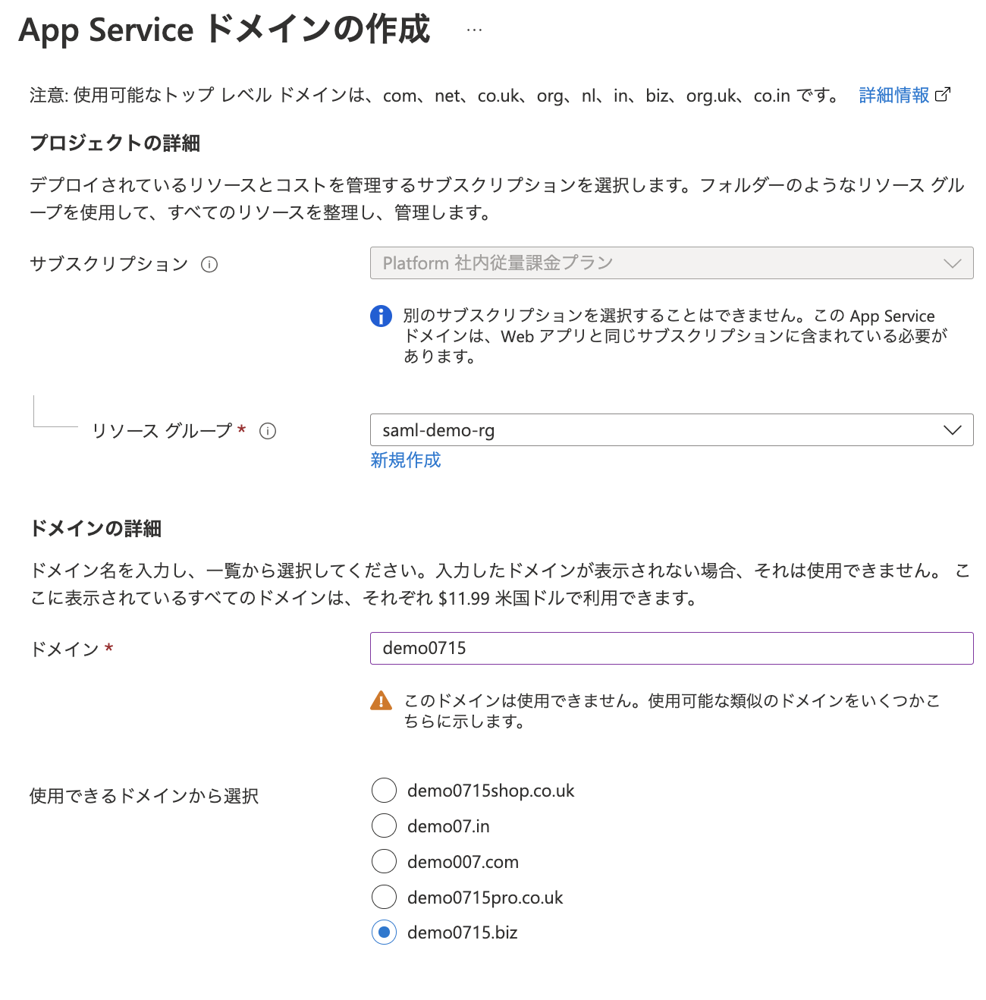 App Service ドメインの作成 …
注意: 使用可能なトップ レベル ドメインは、com、net、co.uk、org、nl、in、biz、org.uk、co.in です。 詳細情報
プロジェクトの詳細
デプロイされているリソースとコストを管理するサブスクリプションを選択します。フォルダーのようなリソース グル
ープを使用して、すべてのリソースを整理し、管理します。
サブスクリプション
Platform 社内従量課金プラン
別のサブスクリプションを選択することはできません。この App Service
ドメインは、Web アプリと同じサブスクリプションに含まれている必要が
あります。
リソース グループ *
saml-demo-rg
新規作成
ドメインの詳細
ドメイン名を入力し、一覧から選択してください。入力したドメインが表示されない場合、それは使用できません。 こ
こに表示されているすべてのドメインは、それぞれ $11.99 米国ドルで利用できます。
ドメイン *
demo0715
このドメインは使用できません。使用可能な類似のドメインをいくつかこ
ちらに示します。
使用できるドメインから選択
demo0715shop.co.uk
demo07.in
demo007.com
demo0715pro.co.uk
demo0715.biz